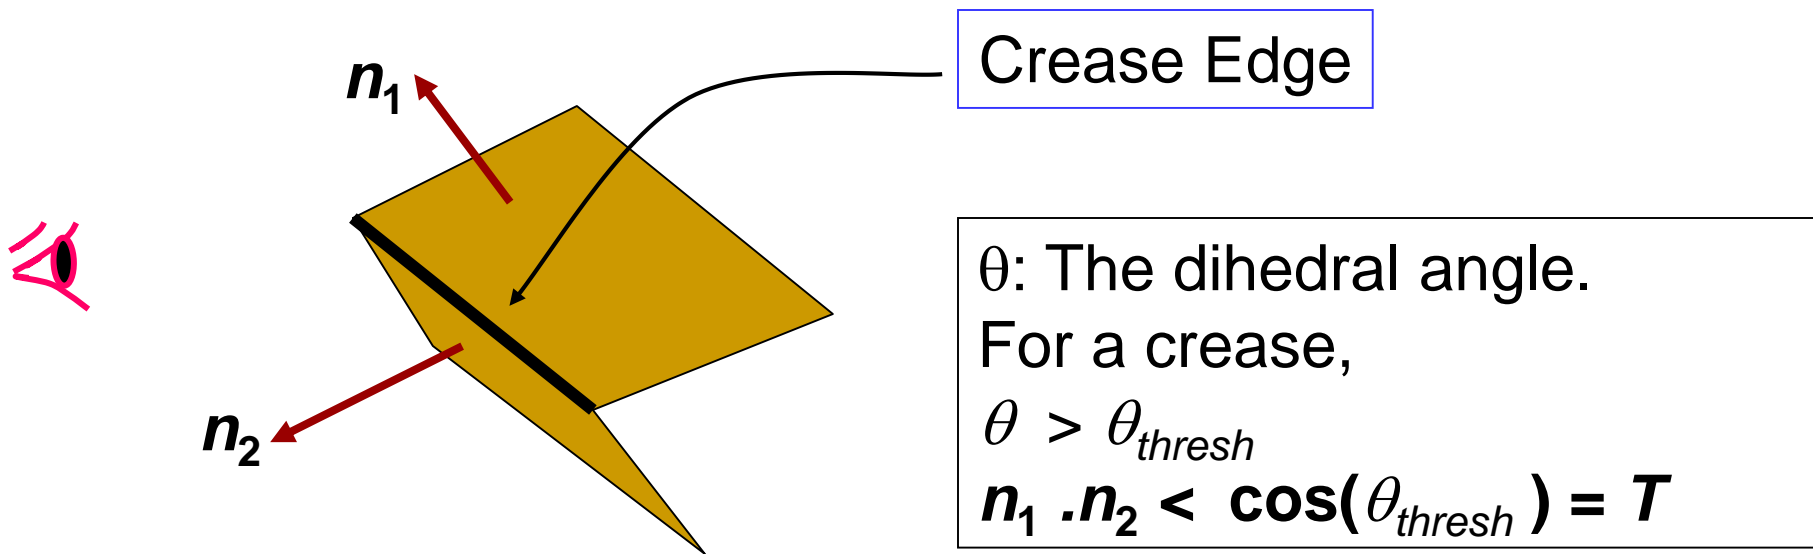 n₁
Crease Edge
n₂
θ: The dihedral angle.
For a crease,
θ > θthresh
n₁ .n₂ < cos(θthresh ) = T